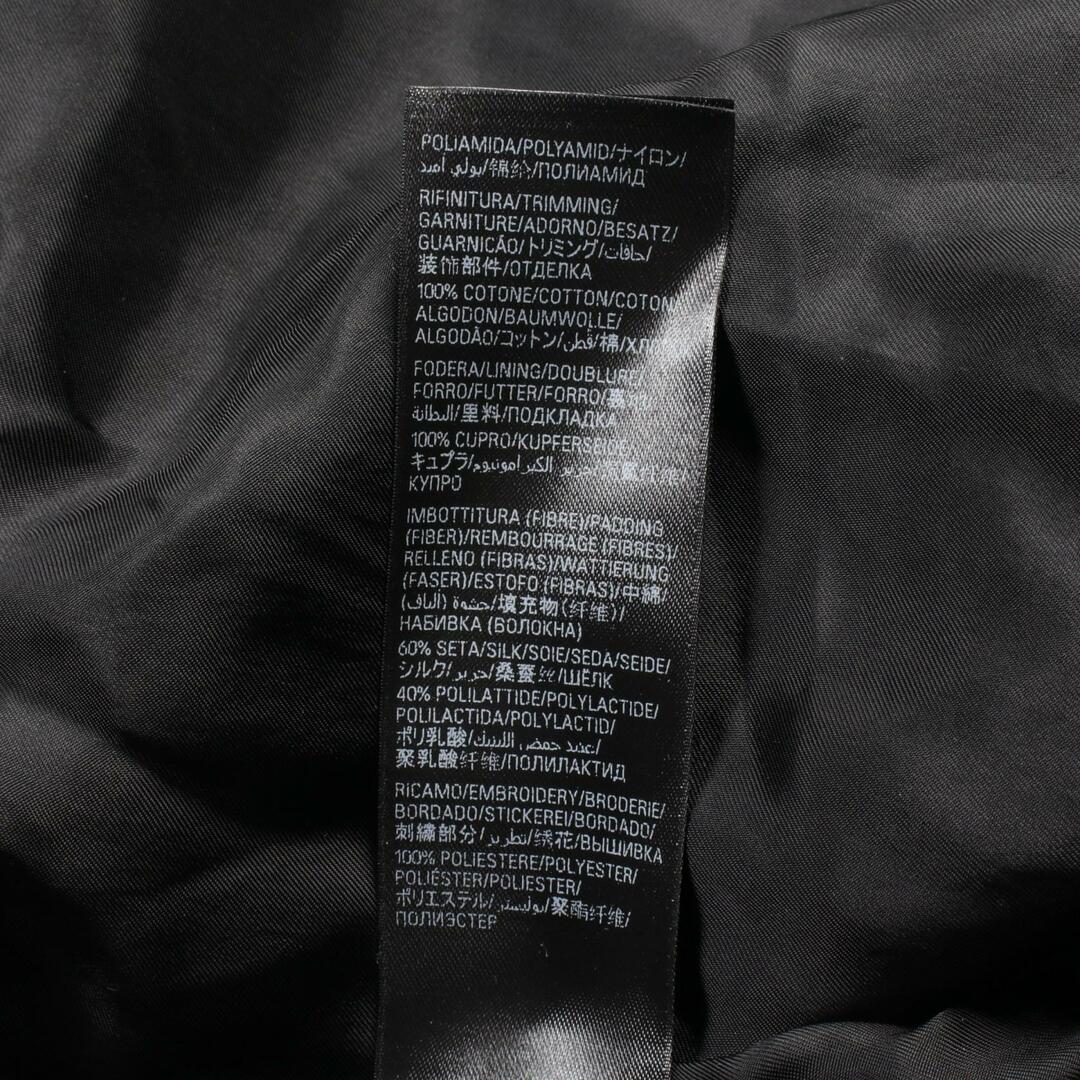 POLIAMIDA/POLYAMID/ナイロン/
بولي أميد/锦纶/ПОЛИАМИД
RIFINITURA/TRIMMING/
GARNITURE/ADORNO/BESATZ/
GUARNICÃO/トリミング/حافات/
装饰部件/ОТДЕЛКА
100% COTONE/COTTON/COTON/
ALGODON/BAUMWOLLE/
ALGODÃO/コットン/قطن/棉/
FODERA/LINING/DOUBLURE/
FORRO/FUTTER/FORRO/
البطانة/里料/ПОДКЛАДКА
100% CUPRO/KUPFERSEIDE/
キュプラ/حرير الكبرامونيوم/
КУПРО
IMBOTTITURA (FIBRE)/PADDING
(FIBER)/REMBOURRAGE (FIBRES)/
RELLENO (FIBRAS)/WATTIERUNG
(FASER)/ESTOFO (FIBRAS)/中綿/
حشوة (الياف)/填充物(纤维)/
НАБИВКА (ВОЛОКНА)
60% SETA/SILK/SOIE/SEDA/SEIDE/
シルク/حرير/桑蚕丝/ШЁЛК
40% POLILATTIDE/POLYLACTIDE/
POLILACTIDA/POLYLACTID/
ポリ乳酸/عديد حمض اللبنيك/
聚乳酸纤维/ПОЛИЛАКТИД
RICAMO/EMBROIDERY/BRODERIE/
BORDADO/STICKEREI/BORDADO/
刺繍部分/تطريز/绣花/ВЫШИВКА
100% POLIESTERE/POLYESTER/
POLIÉSTER/POLIESTER/
ポリエステル/بوليستر/聚酯纤维/
ПОЛИЭСТЕР